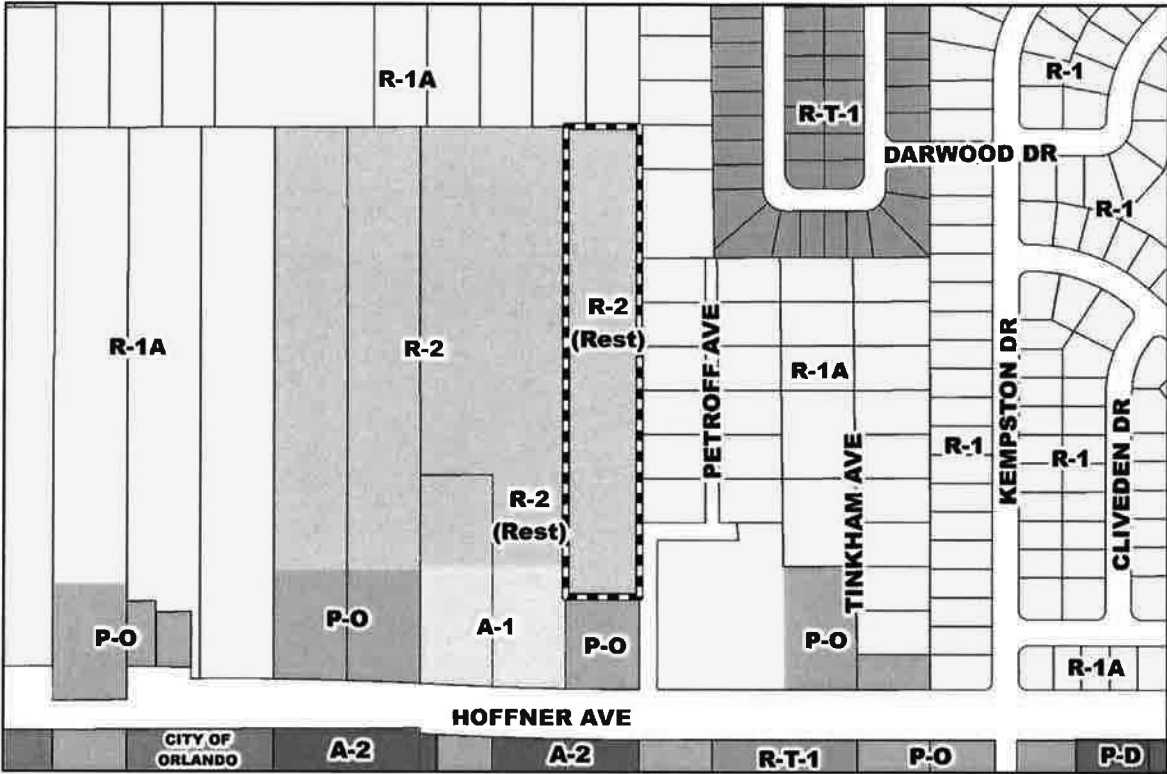 R-1A
R-1
R-T-1
DARWOOD DR
R-1
R-2
(Rest)
R-1A
R-2
PETROFF AVE
R-1A
KEMPSTON DR
R-1
R-1
CLIVEDEN DR
R-2
(Rest)
TINKHAM AVE
P-O
P-O
A-1
P-O
P-O
R-1A
HOFFNER AVE
CITY OF
ORLANDO
A-2
A-2
R-T-1
P-O
P-D